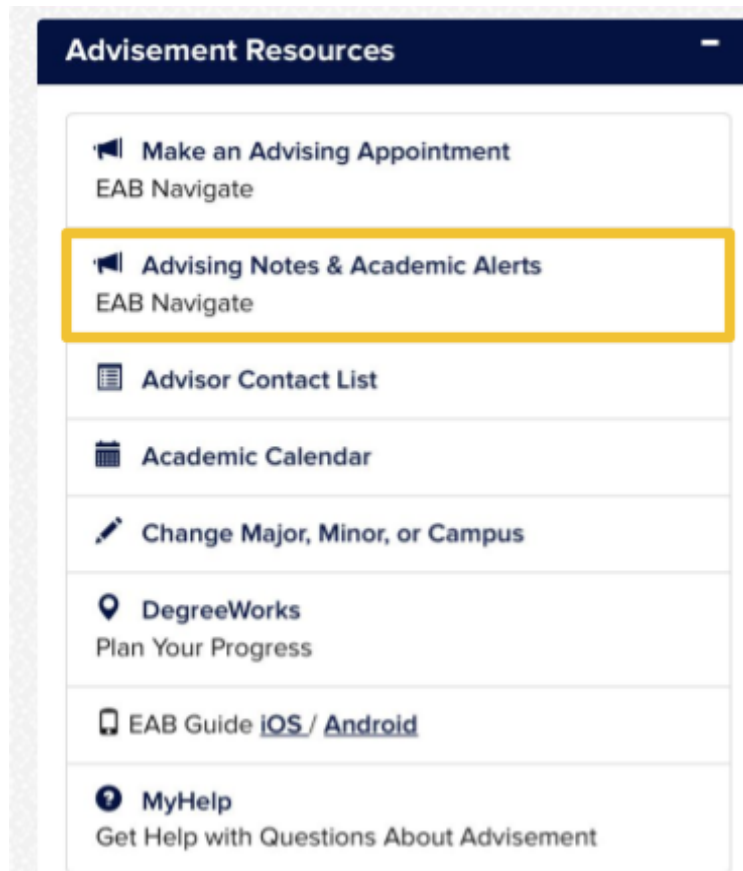 Advisement Resources
Make an Advising Appointment
EAB Navigate
Advising Notes & Academic Alerts
EAB Navigate
Advisor Contact List
Academic Calendar
Change Major, Minor, or Campus
DegreeWorks
Plan Your Progress
EAB Guide iOS / Android
MyHelp
Get Help with Questions About Advisement